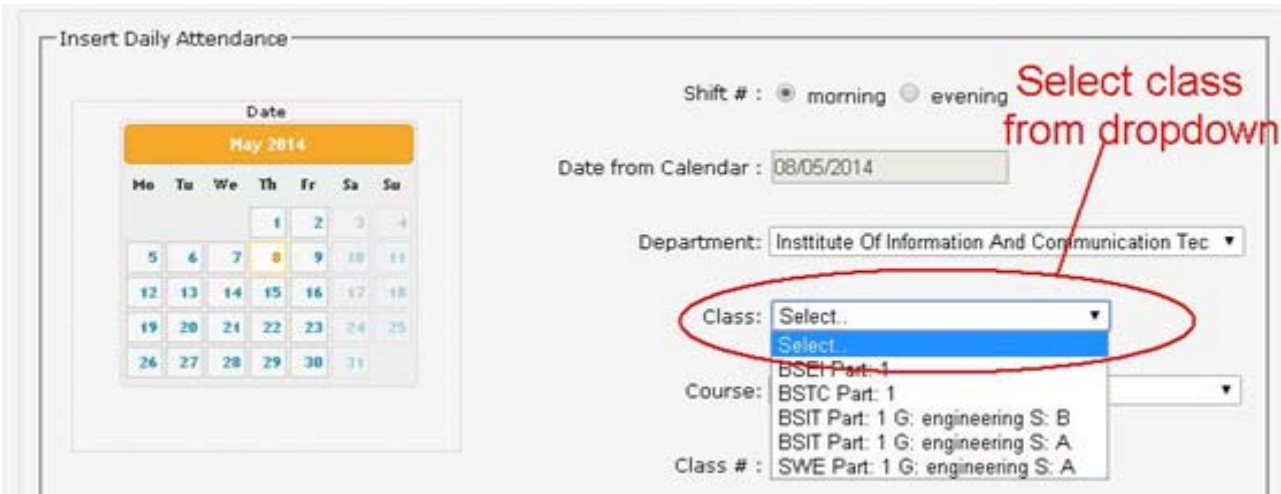 Insert Daily Attendance
Date
May 2014
Mo Tu We Th Fr Sa Su
1 2 3 4
5 6 7 8 9 10 11
12 13 14 15 16 17 18
19 20 21 22 23 24 25
26 27 28 29 30 31
Shift # : morning evening
Select class
from dropdown
Date from Calendar : 08/05/2014
Department: Insttitute Of Information And Communication Tec
Class: Select..
Select..
BSEI Part: 1
Course: BSTC Part: 1
BSIT Part: 1 G: engineering S: B
BSIT Part: 1 G: engineering S: A
Class # : SWE Part: 1 G: engineering S: A